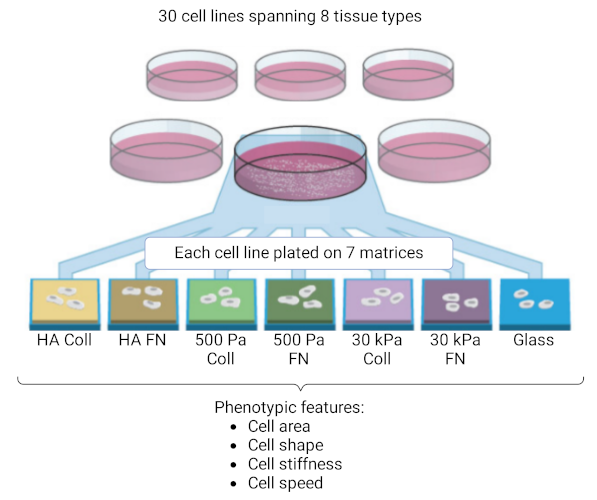 30 cell lines spanning 8 tissue types
Each cell line plated on 7 matrices
HA Coll
HA FN
500 Pa
Coll
500 Pa
FN
30 kPa
Coll
30 kPa
FN
Glass
Phenotypic features:
• Cell area
• Cell shape
• Cell stiffness
• Cell speed